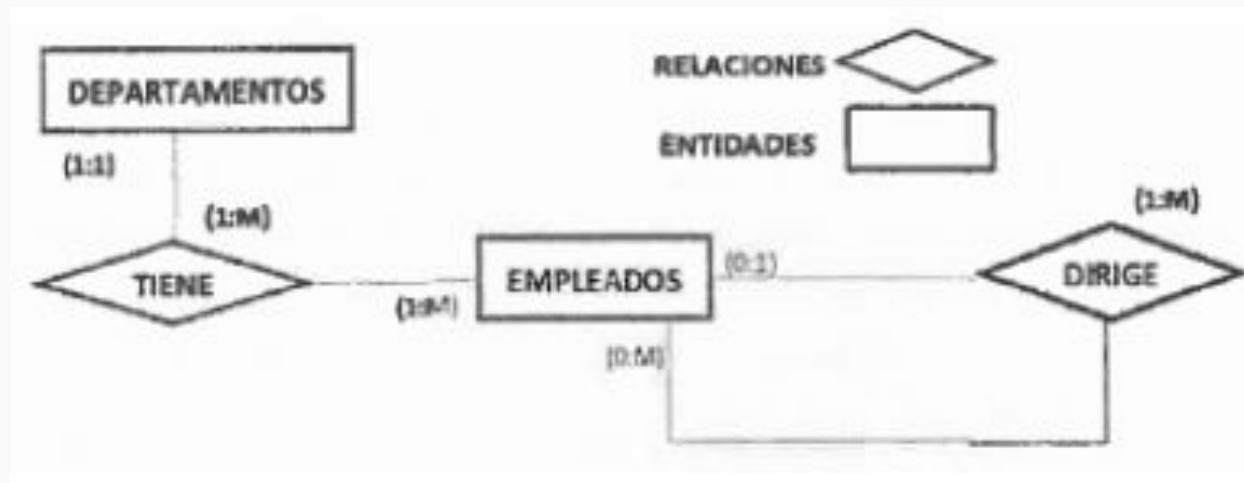 DEPARTAMENTOS
(1:1)
(1:M)
TIENE
(1:M)
EMPLEADOS
(0:1)
(0:M)
RELACIONES
ENTIDADES
(1:M)
DIRIGE